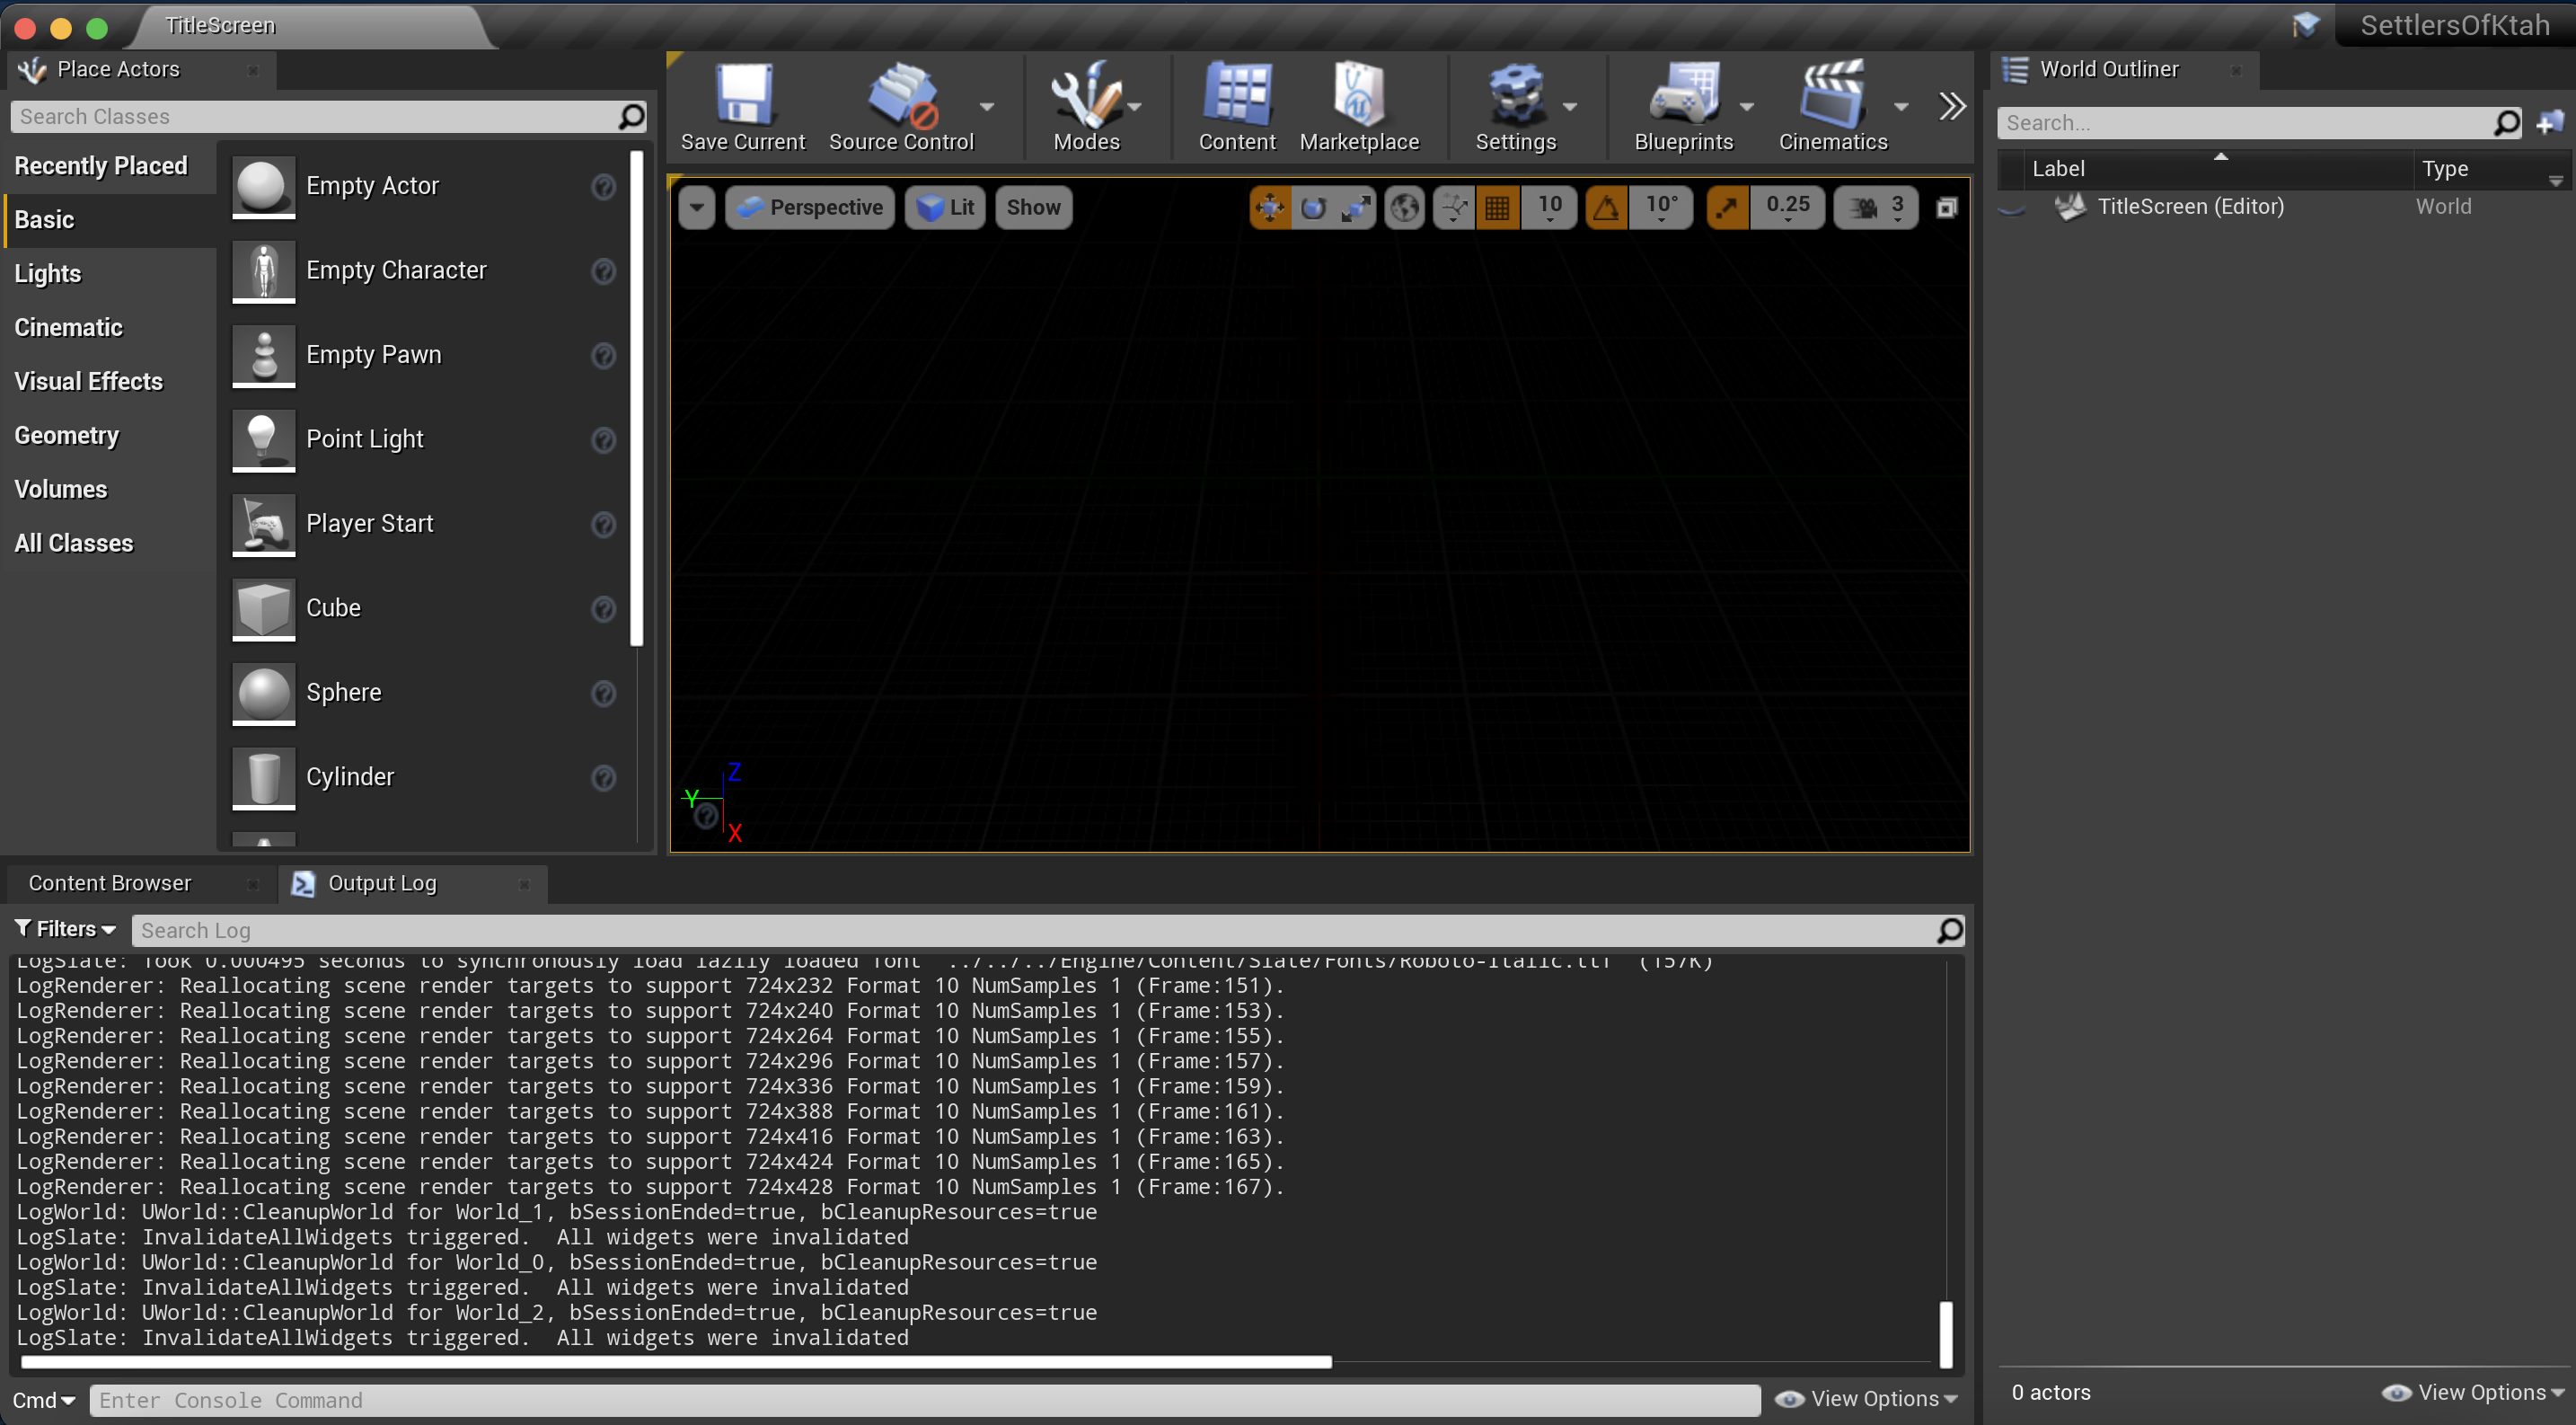 TitleScreen
SettlersOfKtah
Place Actors
Search Classes
Recently Placed
Basic
Lights
Cinematic
Visual Effects
Geometry
Volumes
All Classes
Empty Actor
Empty Character
Empty Pawn
Point Light
Player Start
Cube
Sphere
Cylinder
Save Current
Source Control
Modes
Content
Marketplace
Settings
Blueprints
Cinematics
Perspective
Lit
Show
10
10°
0.25
3
Z
Y
X
World Outliner
Search...
Label
Type
TitleScreen (Editor)
World
0 actors
View Options
Content Browser
Output Log
Filters
Search Log
LogSlate: Took 0.000495 seconds to synchronously load lazily loaded font '../../../Engine/Content/Slate/Fonts/Roboto-Italic.ttf' (157K)
LogRenderer: Reallocating scene render targets to support 724x232 Format 10 NumSamples 1 (Frame:151).
LogRenderer: Reallocating scene render targets to support 724x240 Format 10 NumSamples 1 (Frame:153).
LogRenderer: Reallocating scene render targets to support 724x264 Format 10 NumSamples 1 (Frame:155).
LogRenderer: Reallocating scene render targets to support 724x296 Format 10 NumSamples 1 (Frame:157).
LogRenderer: Reallocating scene render targets to support 724x336 Format 10 NumSamples 1 (Frame:159).
LogRenderer: Reallocating scene render targets to support 724x388 Format 10 NumSamples 1 (Frame:161).
LogRenderer: Reallocating scene render targets to support 724x416 Format 10 NumSamples 1 (Frame:163).
LogRenderer: Reallocating scene render targets to support 724x424 Format 10 NumSamples 1 (Frame:165).
LogRenderer: Reallocating scene render targets to support 724x428 Format 10 NumSamples 1 (Frame:167).
LogWorld: UWorld::CleanupWorld for World_1, bSessionEnded=true, bCleanupResources=true
LogSlate: InvalidateAllWidgets triggered.  All widgets were invalidated
LogWorld: UWorld::CleanupWorld for World_0, bSessionEnded=true, bCleanupResources=true
LogSlate: InvalidateAllWidgets triggered.  All widgets were invalidated
LogWorld: UWorld::CleanupWorld for World_2, bSessionEnded=true, bCleanupResources=true
LogSlate: InvalidateAllWidgets triggered.  All widgets were invalidated
Cmd
Enter Console Command
View Options